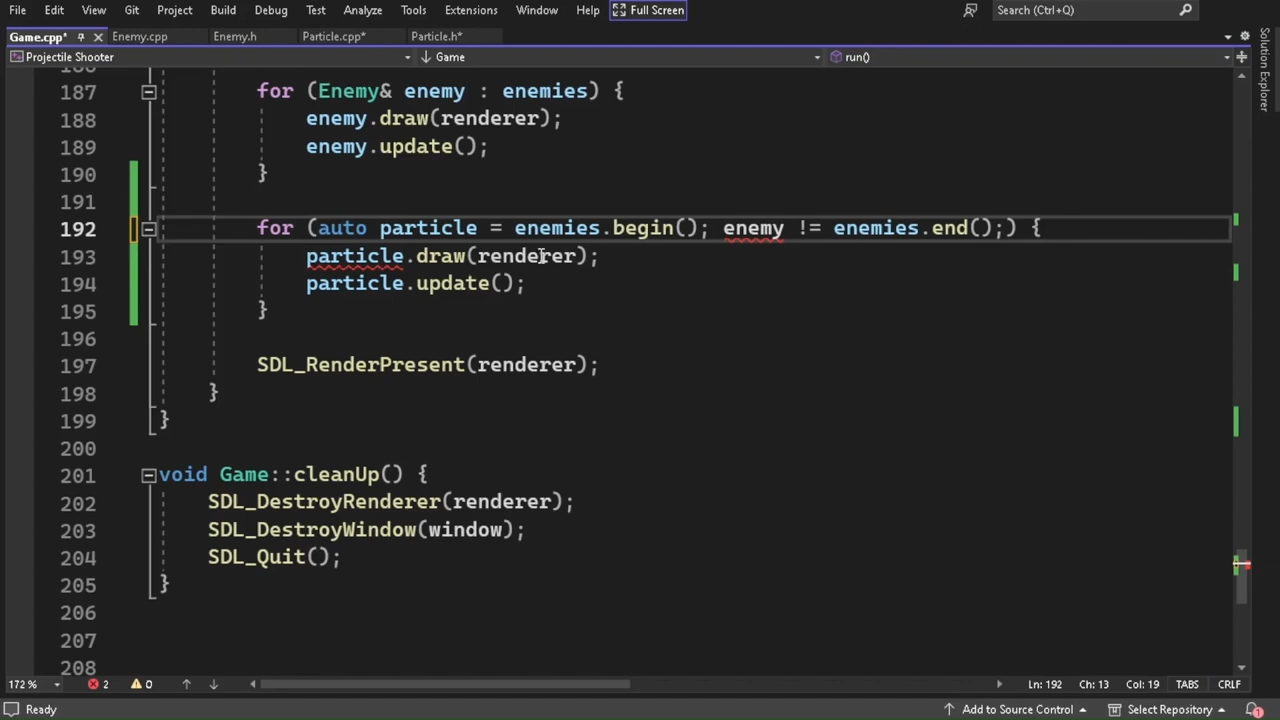 File Edit View Git Project Build Debug Test Analyze Tools Extensions Window Help Full Screen Search (Ctrl+Q)
Game.cpp* Enemy.cpp Enemy.h Particle.cpp* Particle.h*
Projectile Shooter Game run()
187 for (Enemy& enemy : enemies) {
188 enemy.draw(renderer);
189 enemy.update();
190 }
191
192 for (auto particle = enemies.begin(); enemy != enemies.end();) {
193 particle.draw(renderer);
194 particle.update();
195 }
196
197 SDL_RenderPresent(renderer);
198 }
199 }
200
201 void Game::cleanUp() {
202 SDL_DestroyRenderer(renderer);
203 SDL_DestroyWindow(window);
204 SDL_Quit();
205 }
206
207
208
Solution Explorer
172 % 2 0 Ln: 192 Ch: 13 Col: 19 TABS CRLF
Ready Add to Source Control Select Repository 1